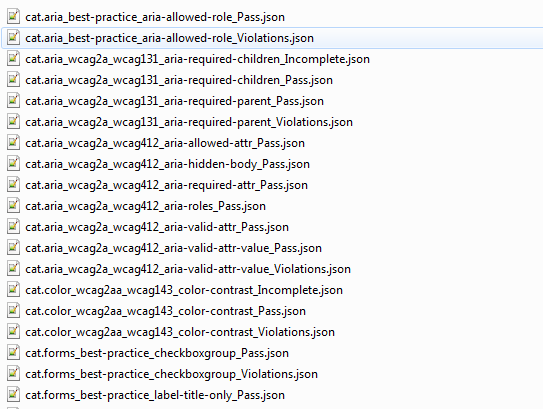 cat.aria_best-practice_aria-allowed-role_Pass.json
cat.aria_best-practice_aria-allowed-role_Violations.json
cat.aria_wcag2a_wcag131_aria-required-children_Incomplete.json
cat.aria_wcag2a_wcag131_aria-required-children_Pass.json
cat.aria_wcag2a_wcag131_aria-required-parent_Pass.json
cat.aria_wcag2a_wcag131_aria-required-parent_Violations.json
cat.aria_wcag2a_wcag412_aria-allowed-attr_Pass.json
cat.aria_wcag2a_wcag412_aria-hidden-body_Pass.json
cat.aria_wcag2a_wcag412_aria-required-attr_Pass.json
cat.aria_wcag2a_wcag412_aria-roles_Pass.json
cat.aria_wcag2a_wcag412_aria-valid-attr_Pass.json
cat.aria_wcag2a_wcag412_aria-valid-attr-value_Pass.json
cat.aria_wcag2a_wcag412_aria-valid-attr-value_Violations.json
cat.color_wcag2aa_wcag143_color-contrast_Incomplete.json
cat.color_wcag2aa_wcag143_color-contrast_Pass.json
cat.color_wcag2aa_wcag143_color-contrast_Violations.json
cat.forms_best-practice_checkboxgroup_Pass.json
cat.forms_best-practice_checkboxgroup_Violations.json
cat.forms_best-practice_label-title-only_Pass.json